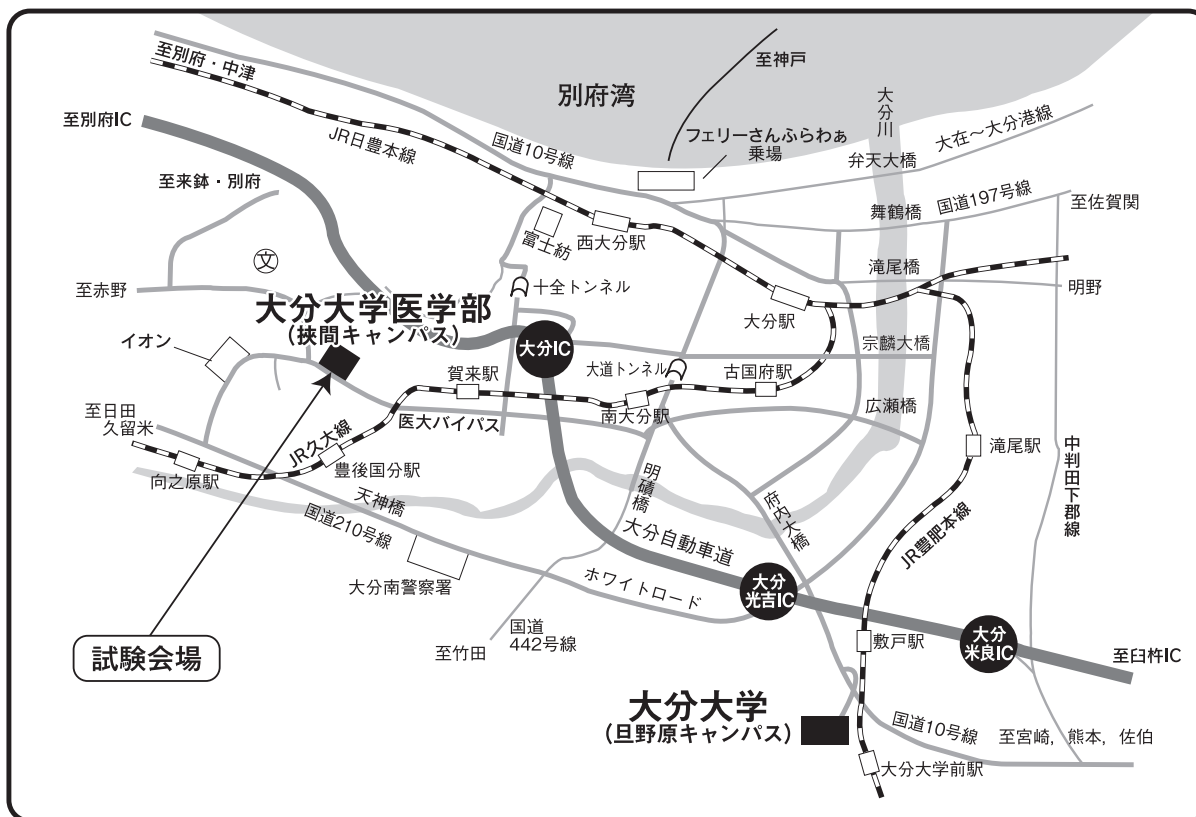 至別府・中津
別府湾
至神戸
大分川
至別府IC
JR日豊本線
国道10号線
フェリーさんふらわぁ
乗場
大在～大分港線
弁天大橋
至来鉢・別府
富士紡
西大分駅
舞鶴橋
国道197号線
至佐賀関
文
十全トンネル
滝尾橋
至赤野
明野
大分大学医学部
(挾間キャンパス)
大分駅
イオン
大分IC
宗麟大橋
大道トンネル
賀来駅
古国府駅
至日田
久留米
医大バイパス
南大分駅
広瀬橋
JR久大線
滝尾駅
向之原駅
豊後国分駅
明磧橋
中判田下郡線
天神橋
国道210号線
府内大橋
大分自動車道
JR豊肥本線
大分南警察署
ホワイトロード
大分
光吉IC
試験会場
国道
442号線
至竹田
敷戸駅
大分
米良IC
至臼杵IC
大分大学
(旦野原キャンパス)
国道10号線
至宮崎，熊本，佐伯
大分大学前駅